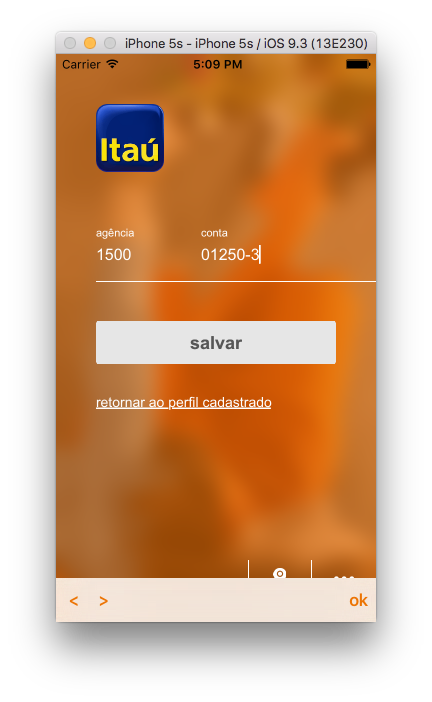 iPhone 5s - iPhone 5s / iOS 9.3 (13E230)
Carrier 5:09 PM
Itaú
agência conta
1500 01250-3
salvar
retornar ao perfil cadastrado
< > ok